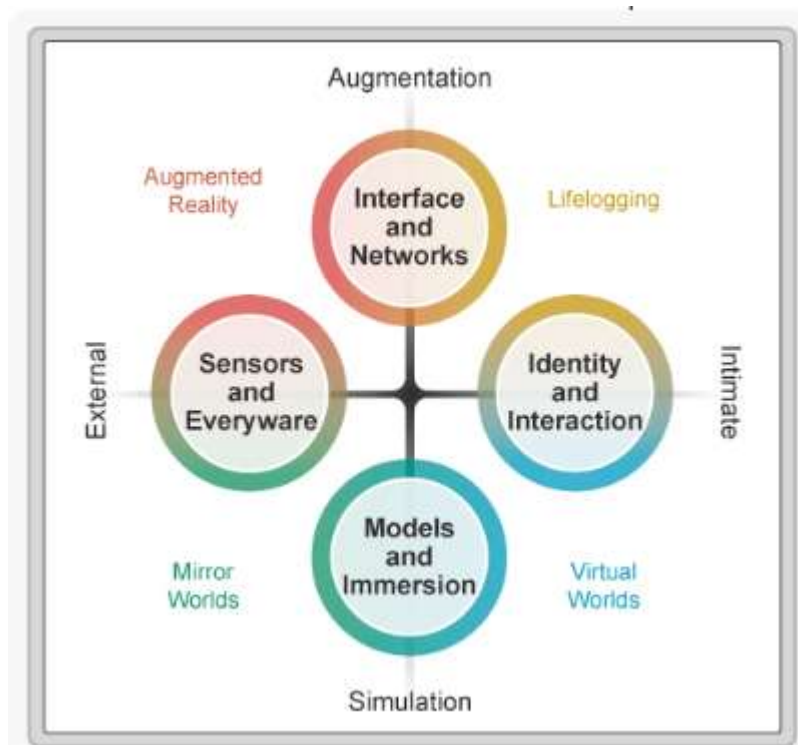 Augmentation
Augmented
Reality
Interface
and
Networks
Lifelogging
External
Sensors
and
Everyware
Identity
and
Interaction
Intimate
Models
and
Immersion
Mirror
Worlds
Virtual
Worlds
Simulation